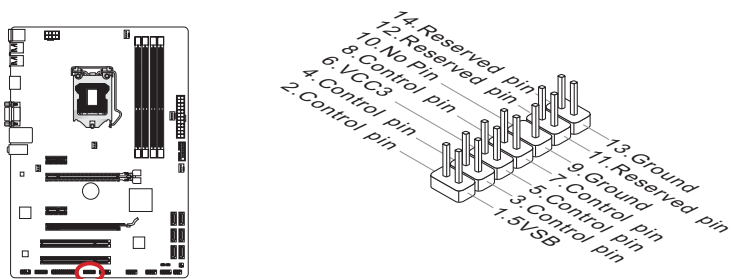 14.Reserved pin
12.Reserved pin
10.No Pin
8.Control pin
6.VCC3
4.Control pin
2.Control pin
13.Ground
11.Reserved pin
9.Ground
7.Control pin
5.Control pin
3.Control pin
1.5VSB